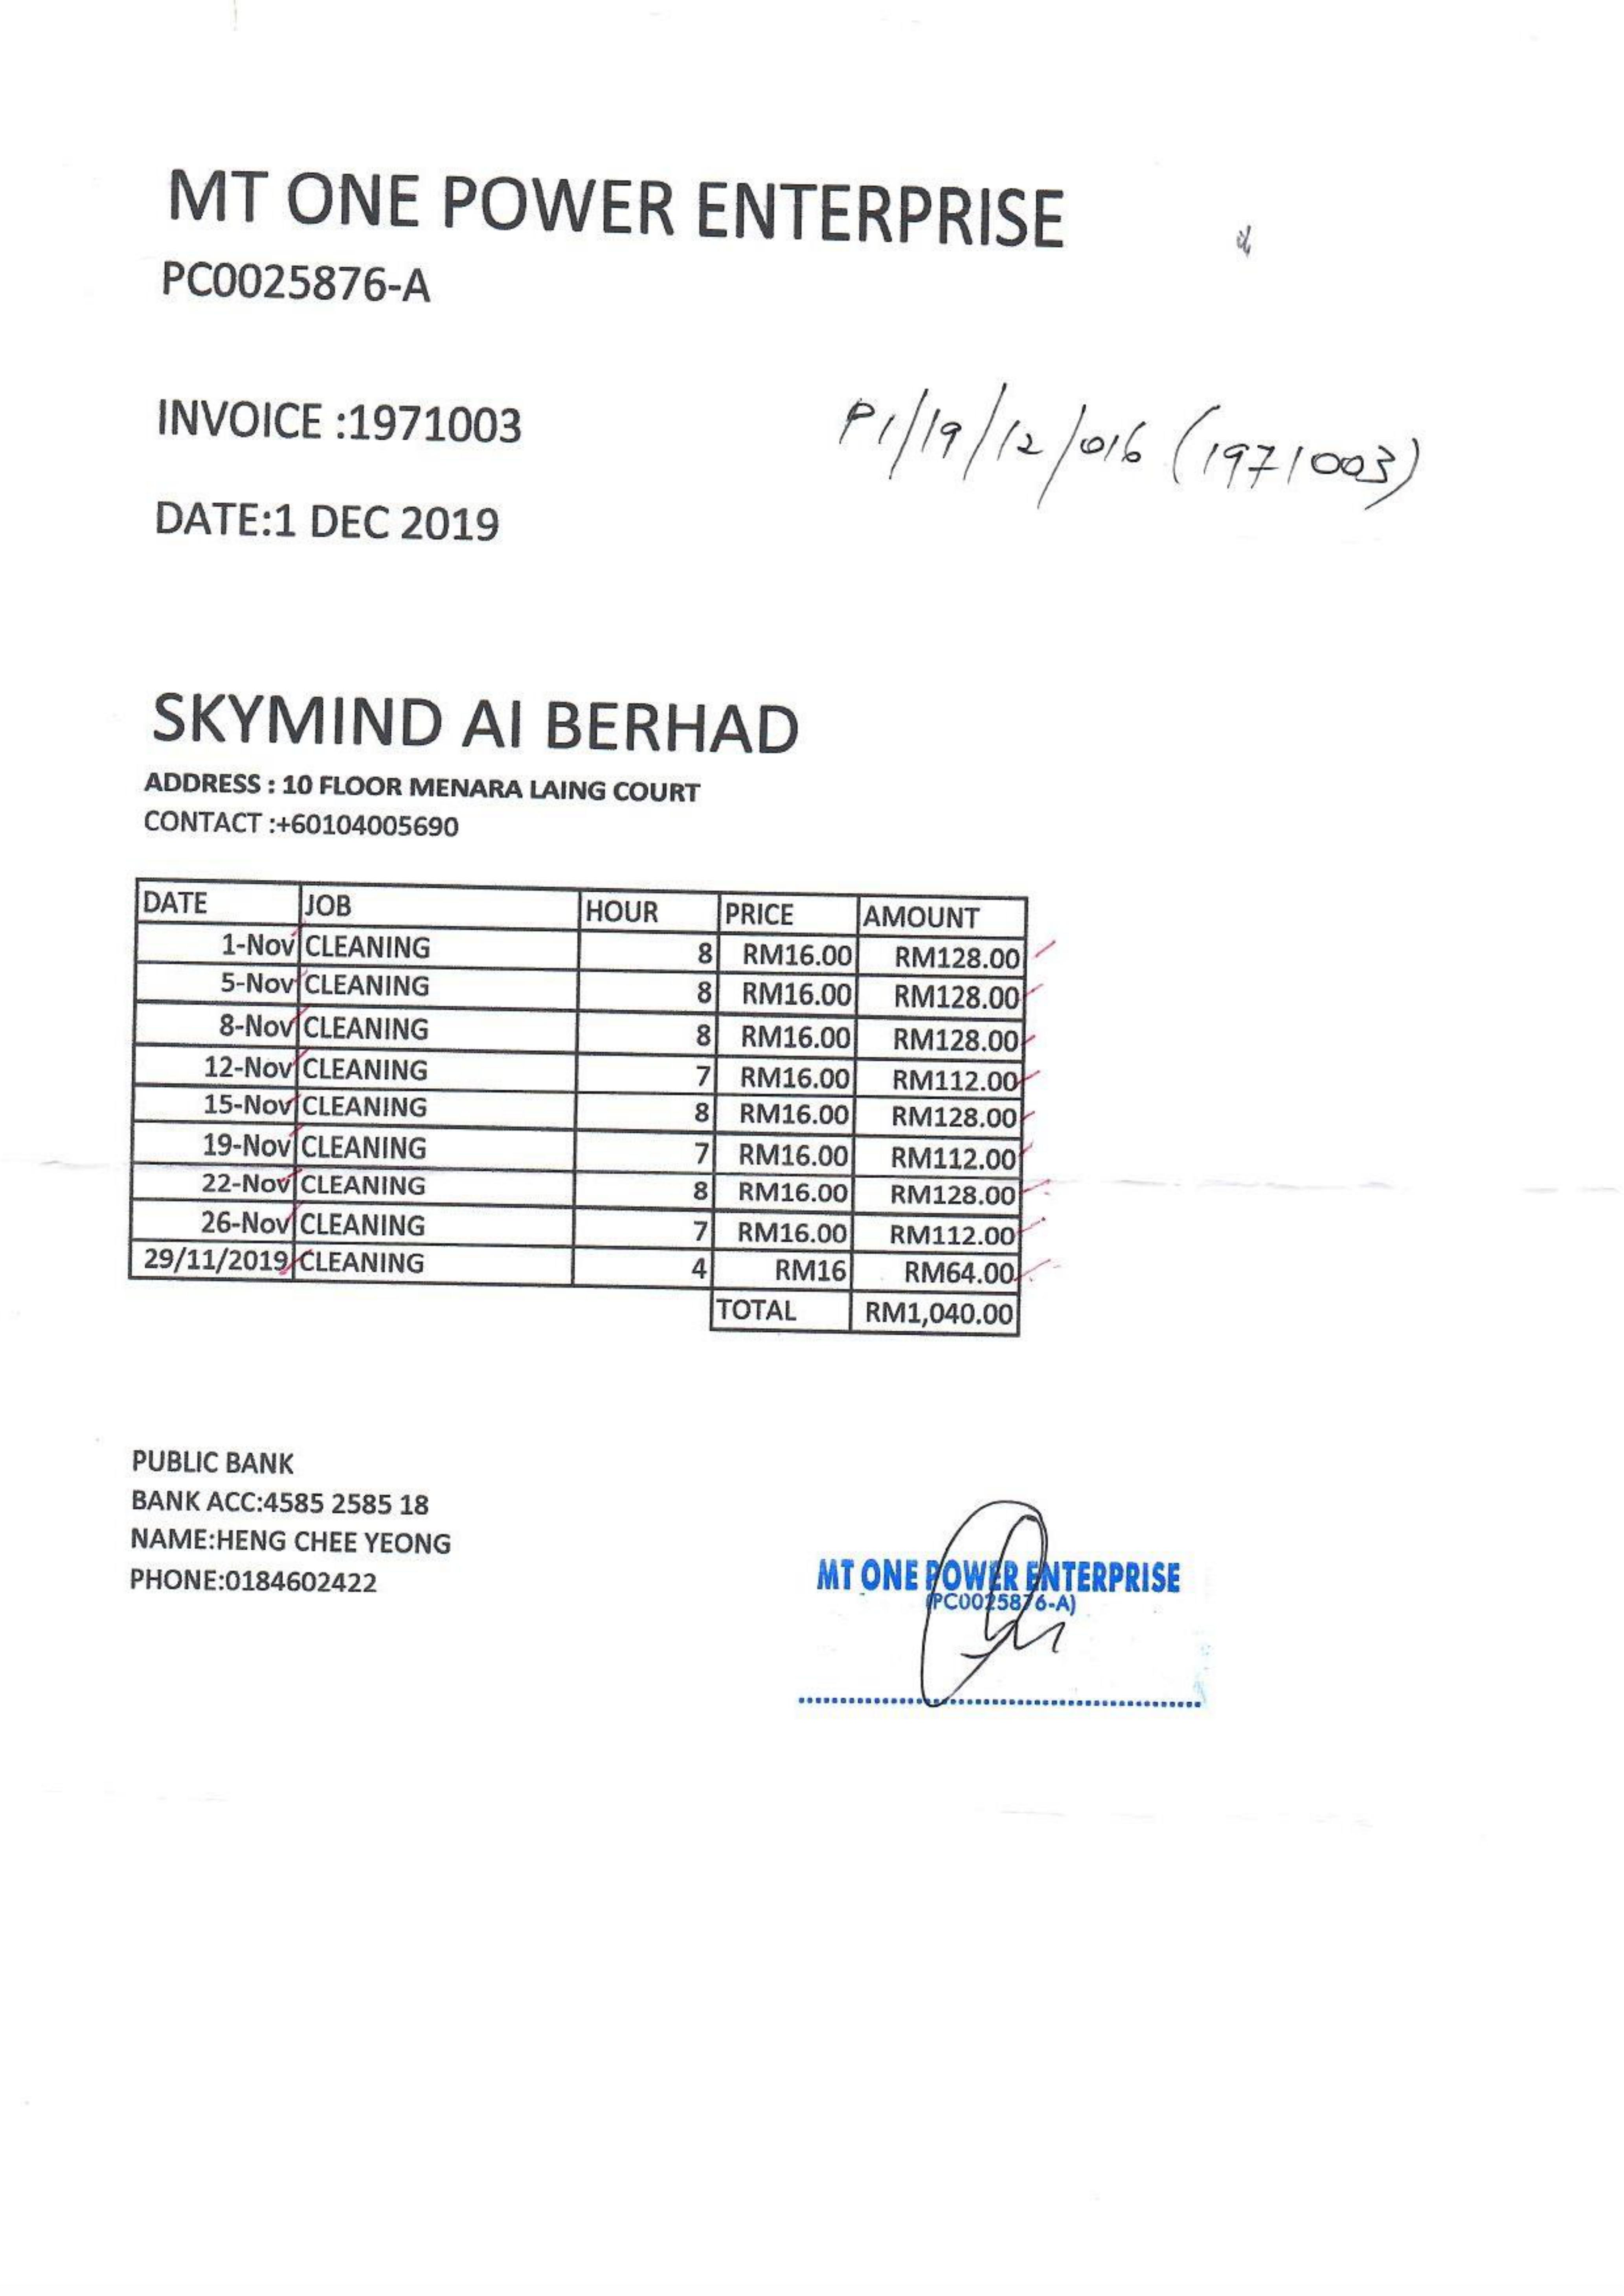 MT ONE POWER ENTERPRISE
PC0025876-A
INVOICE :1971003
P1/19/12/016 (1971003)
DATE:1 DEC 2019
SKYMIND AI BERHAD
ADDRESS : 10 FLOOR MENARA LAING COURT
CONTACT :+60104005690
DATE JOB HOUR PRICE AMOUNT
1-Nov CLEANING 8 RM16.00 RM128.00
5-Nov CLEANING 8 RM16.00 RM128.00
8-Nov CLEANING 8 RM16.00 RM128.00
12-Nov CLEANING 7 RM16.00 RM112.00
15-Nov CLEANING 8 RM16.00 RM128.00
19-Nov CLEANING 7 RM16.00 RM112.00
22-Nov CLEANING 8 RM16.00 RM128.00
26-Nov CLEANING 7 RM16.00 RM112.00
29/11/2019 CLEANING 4 RM16 RM64.00
TOTAL RM1,040.00
PUBLIC BANK
BANK ACC:4585 2585 18
NAME:HENG CHEE YEONG
PHONE:0184602422
MT ONE POWER ENTERPRISE
(PC0025876-A)